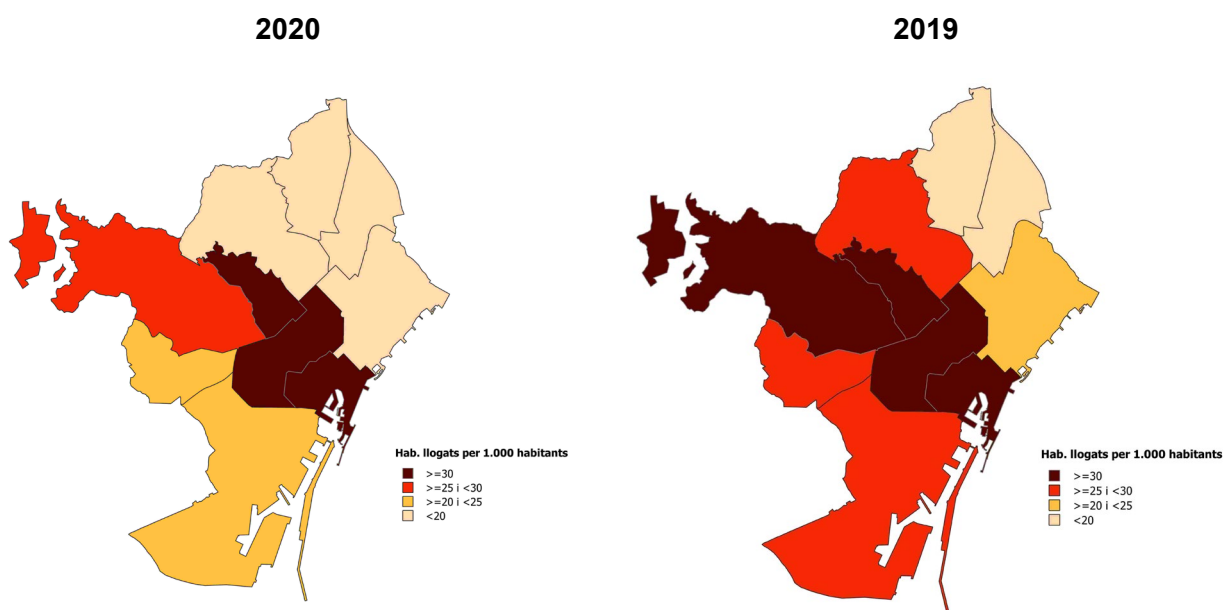 2020
2019
Hab. llogats per 1.000 habitants
>=30
>=25 i <30
>=20 i <25
<20
Hab. llogats per 1.000 habitants
>=30
>=25 i <30
>=20 i <25
<20